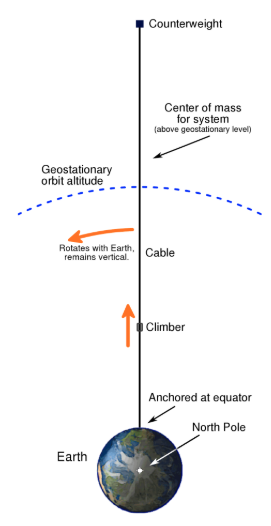 Counterweight
Center of mass
for system
(above geostationary level)
Geostationary
orbit altitude
Rotates with Earth,
remains vertical.
Cable
Climber
Anchored at equator
North Pole
Earth